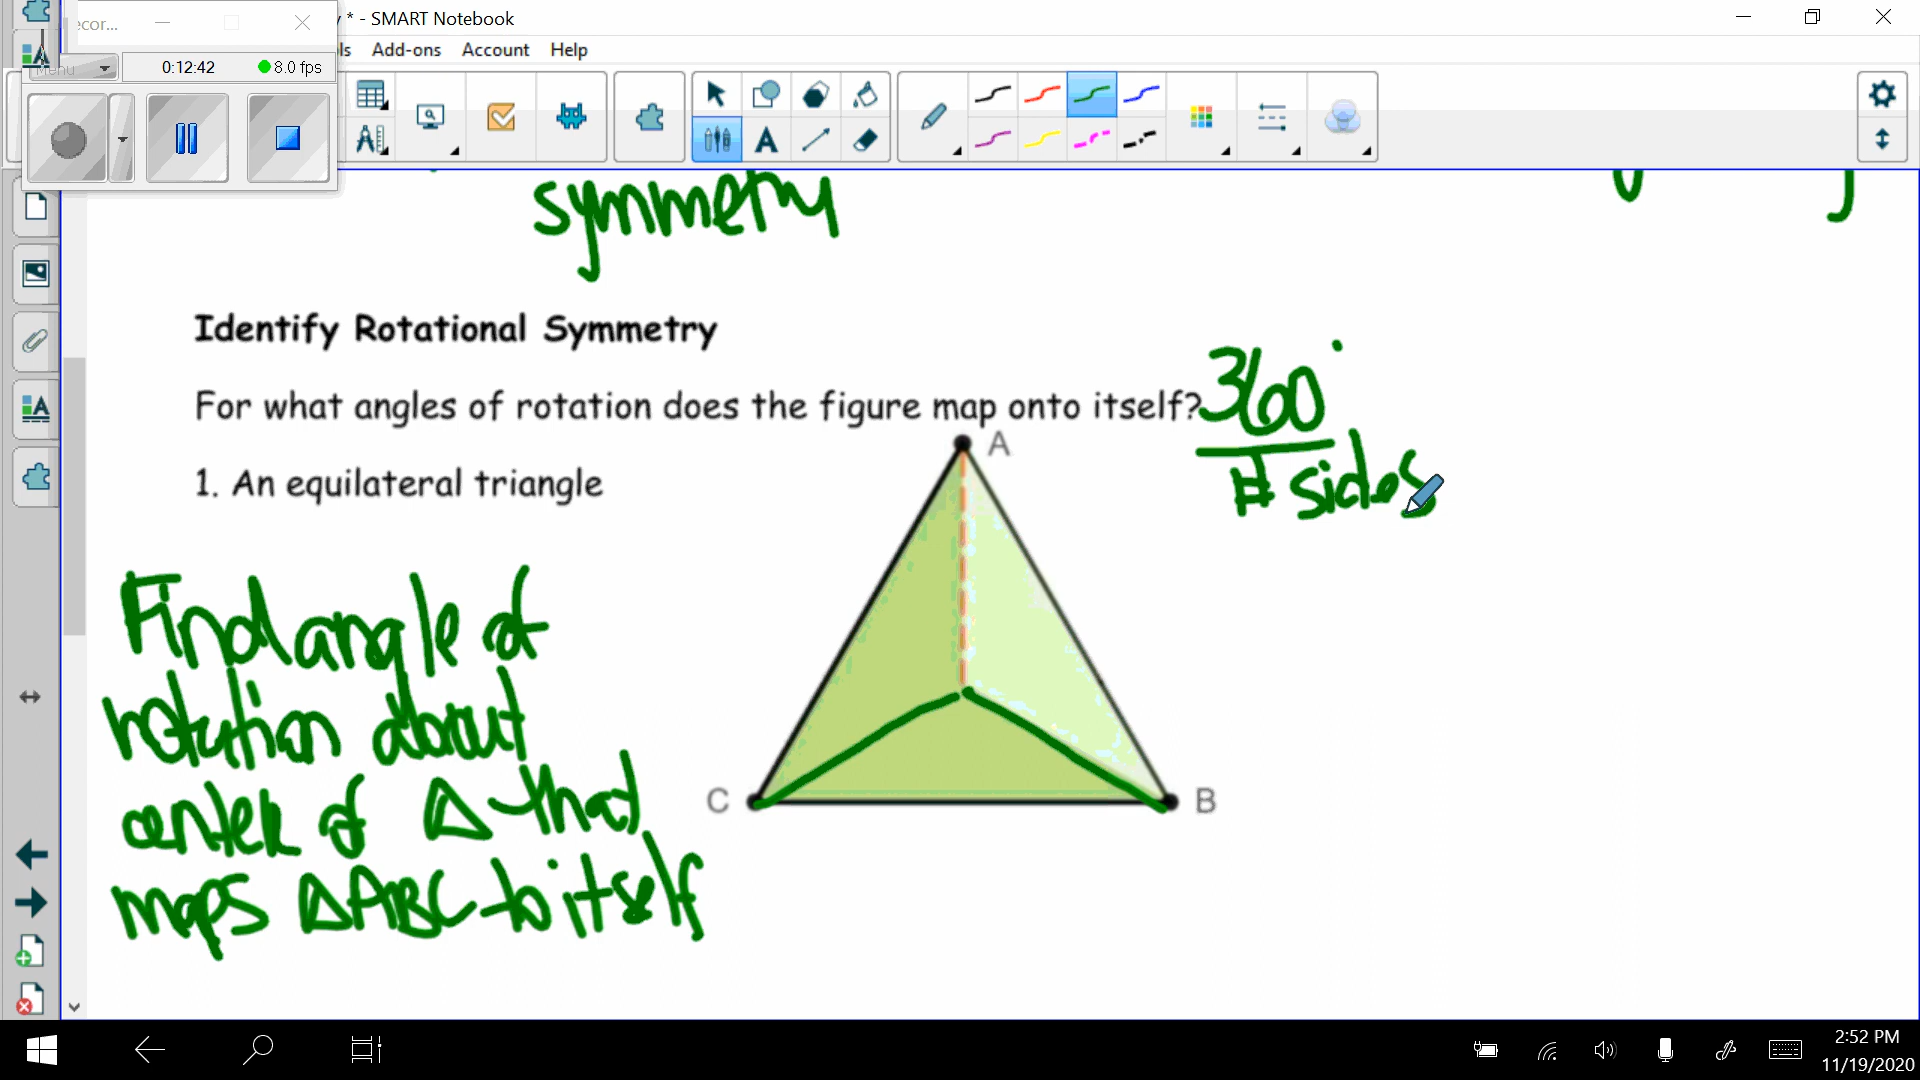 ecor...
y * - SMART Notebook
ls Add-ons Account Help
Menu
0:12:42
8.0 fps
symmetry
Identify Rotational Symmetry
For what angles of rotation does the figure map onto itself?
360°
# sides
1. An equilateral triangle
A
C
B
Find angle of
rotation about
center of △ that
maps △ABC to itself
2:52 PM
11/19/2020